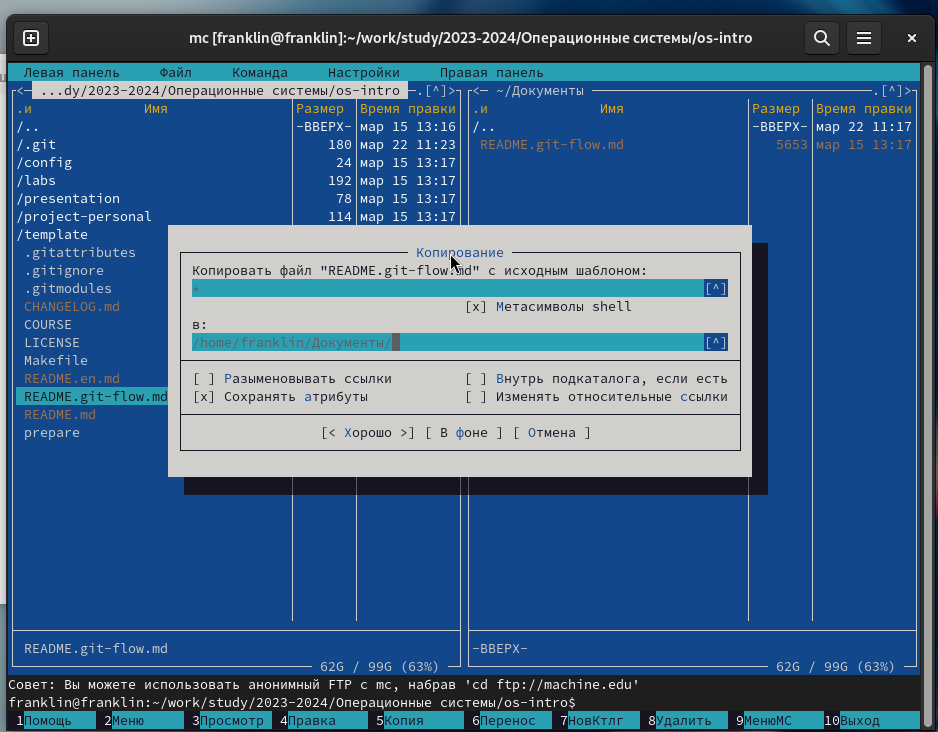 mc [franklin@franklin]:~/work/study/2023-2024/Операционные системы/os-intro
Левая панель Файл Команда Настройки Правая панель
<─ ...dy/2023-2024/Операционные системы/os-intro ─.[^]>
.и Имя Размер Время правки
/.. -ВВЕРХ- мар 15 13:16
/.git 180 мар 22 11:23
/config 24 мар 15 13:17
/labs 192 мар 15 13:17
/presentation 78 мар 15 13:17
/project-personal 114 мар 15 13:17
/template
.gitattributes
.gitignore
.gitmodules
CHANGELOG.md
COURSE
LICENSE
Makefile
README.en.md
README.git-flow.md
README.md
prepare
README.git-flow.md
62G / 99G (63%)
<─ ~/Документы ─.[^]>
.и Имя Размер Время правки
/.. -ВВЕРХ- мар 22 11:17
README.git-flow.md 5653 мар 15 13:17
-ВВЕРХ-
62G / 99G (63%)
Копирование
Копировать файл "README.git-flow.md" с исходным шаблоном:
* [^]
[x] Метасимволы shell
в:
/home/franklin/Документы/ [^]
[ ] Разыменовывать ссылки [ ] Внутрь подкаталога, если есть
[x] Сохранять атрибуты [ ] Изменять относительные ссылки
[< Хорошо >] [ В фоне ] [ Отмена ]
Совет: Вы можете использовать анонимный FTP с mc, набрав 'cd ftp://machine.edu'
franklin@franklin:~/work/study/2023-2024/Операционные системы/os-intro$
1Помощь 2Меню 3Просмотр 4Правка 5Копия 6Перенос 7НовКтлг 8Удалить 9МенюMC 10Выход